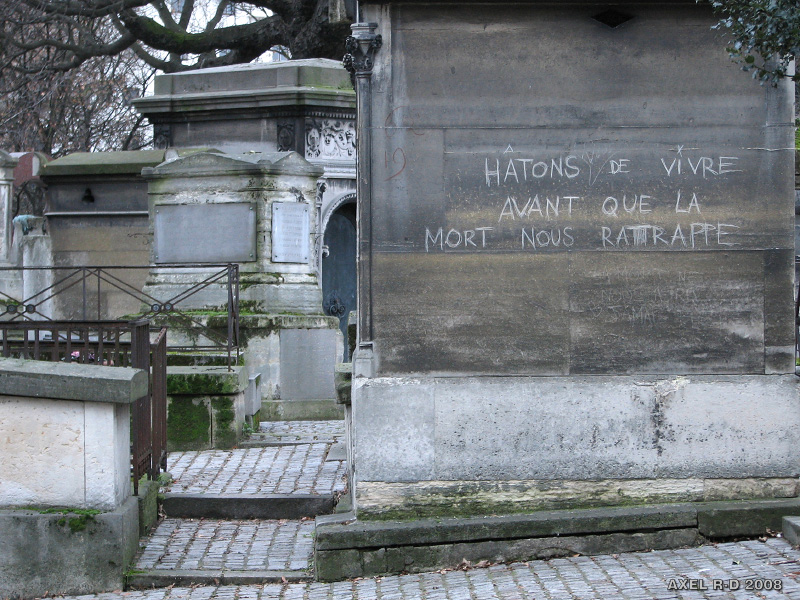 HÂTONS DE VIVRE
AVANT QUE LA
MORT NOUS RATTRAPPE
AXEL R-D 2008